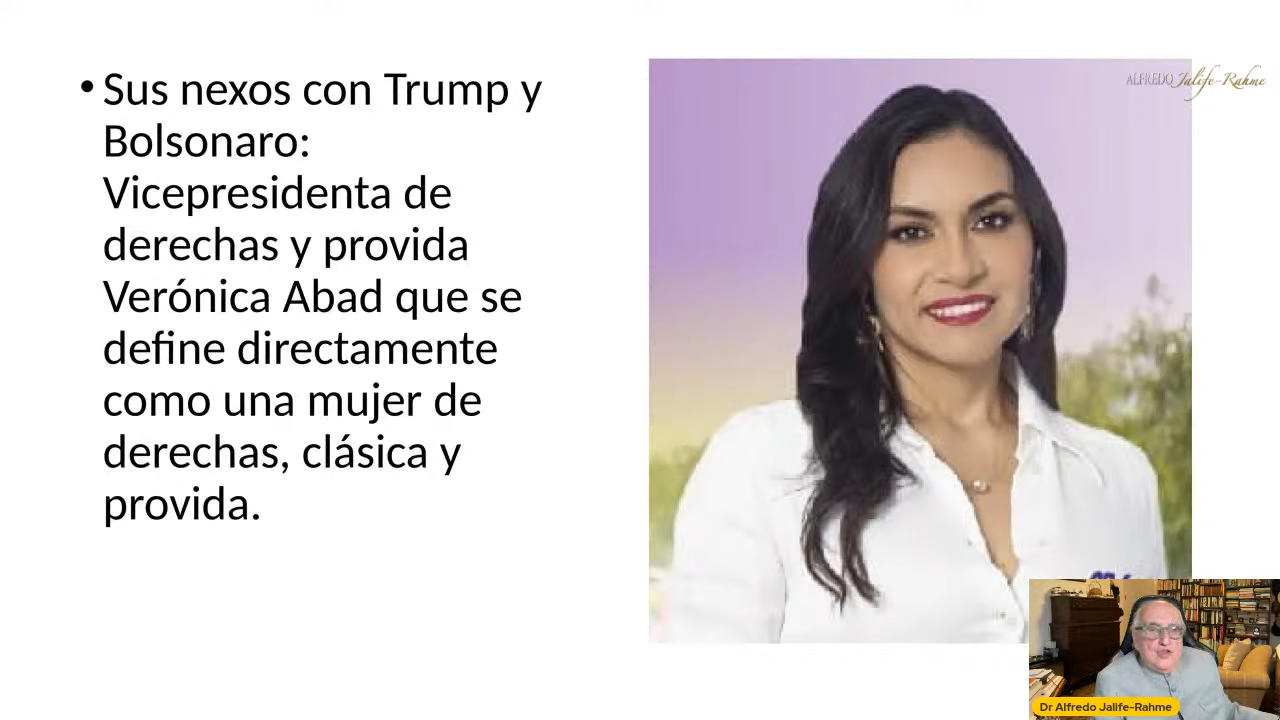 • Sus nexos con Trump y
Bolsonaro:
Vicepresidenta de
derechas y provida
Verónica Abad que se
define directamente
como una mujer de
derechas, clásica y
provida.
ALFREDO Jalife-Rahme
Dr Alfredo Jalife-Rahme